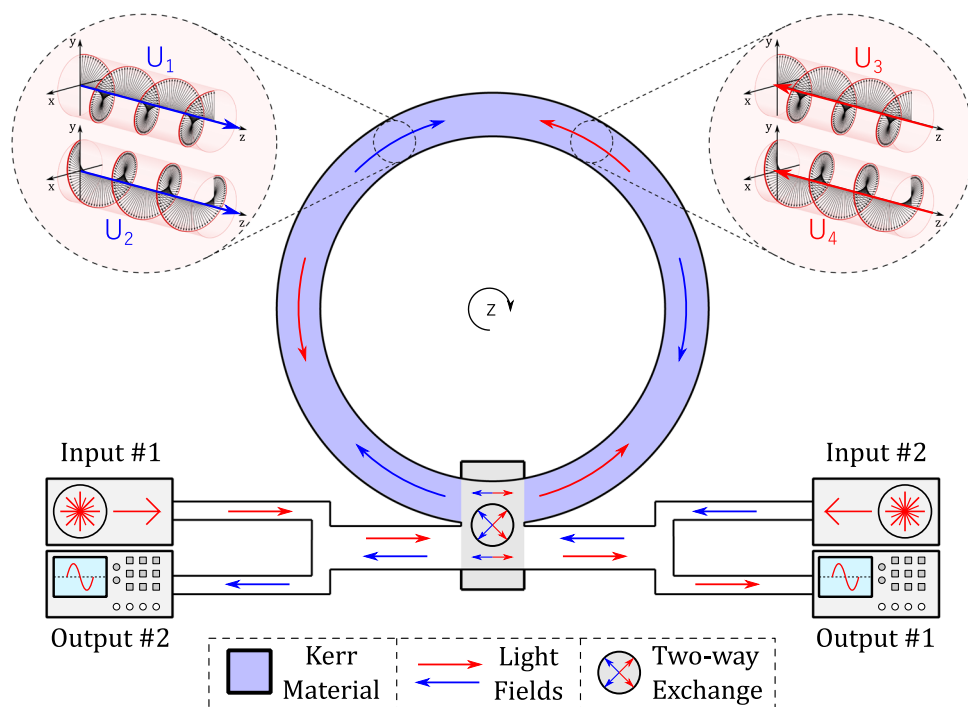 y
U₁
x
z
y
x
z
U₂
y
U₃
x
z
y
x
z
U₄
z
Input #1
Input #2
Output #2
Output #1
Kerr
Material
Light
Fields
Two-way
Exchange